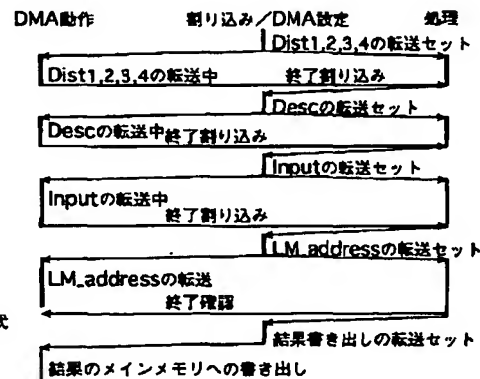 DMA動作 割り込み/DMA設定 処理
Dist1,2,3,4の転送セット
Dist1,2,3,4の転送中 終了割り込み
Descの転送セット
Descの転送中 終了割り込み
Inputの転送セット
Inputの転送中
終了割り込み
LM_addressの転送セット
LM_addressの転送
終了確認
式
結果書き出しの転送セット
結果のメインメモリへの書き出し